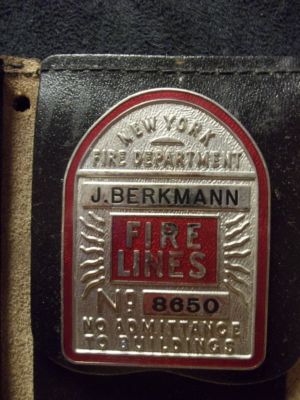 NEW YORK
FIRE DEPARTMENT
J.BERKMANN
FIRE
LINES
No 8650
NO ADMITTANCE
TO BUILDINGS